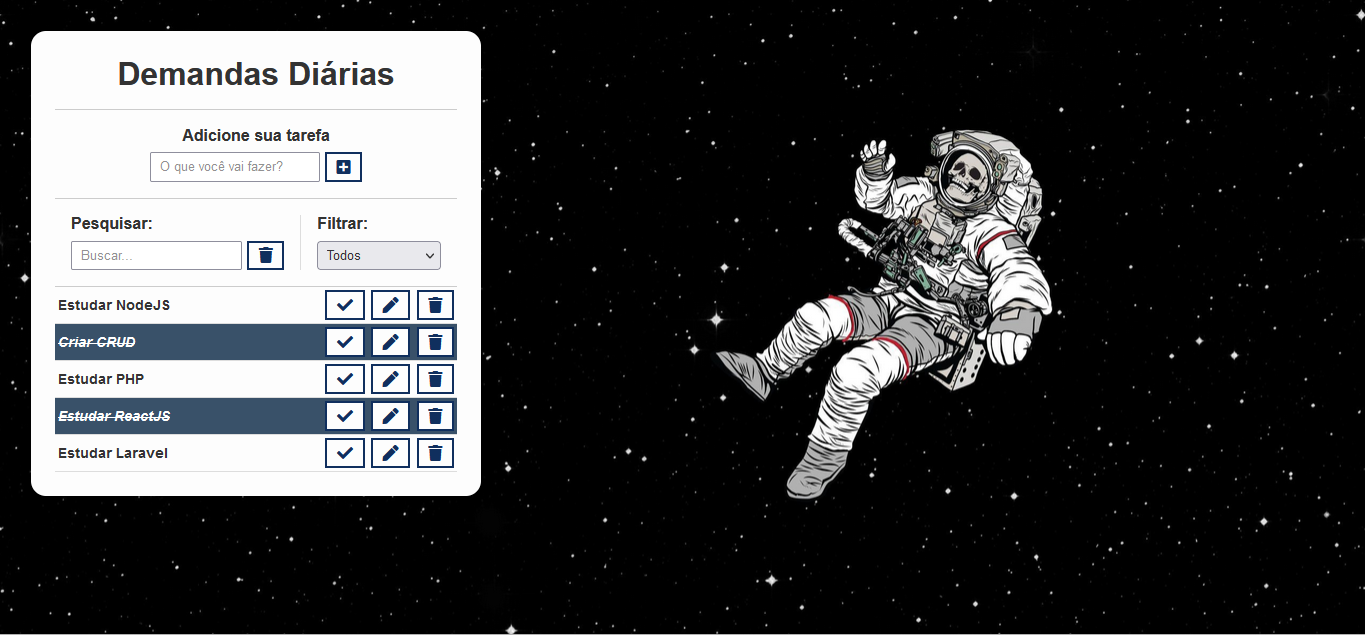 Demandas Diárias
Adicione sua tarefa
O que você vai fazer?
Pesquisar:
Filtrar:
Buscar...
Todos
Estudar NodeJS
Criar CRUD
Estudar PHP
Estudar ReactJS
Estudar Laravel